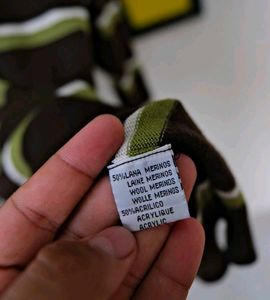 50%LANA MERINOS
LAINE MERINOS
WOOL MERINOS
WOLLE MERINOS
50%ACRILICO
ACRYLIQUE
ACRYLIC